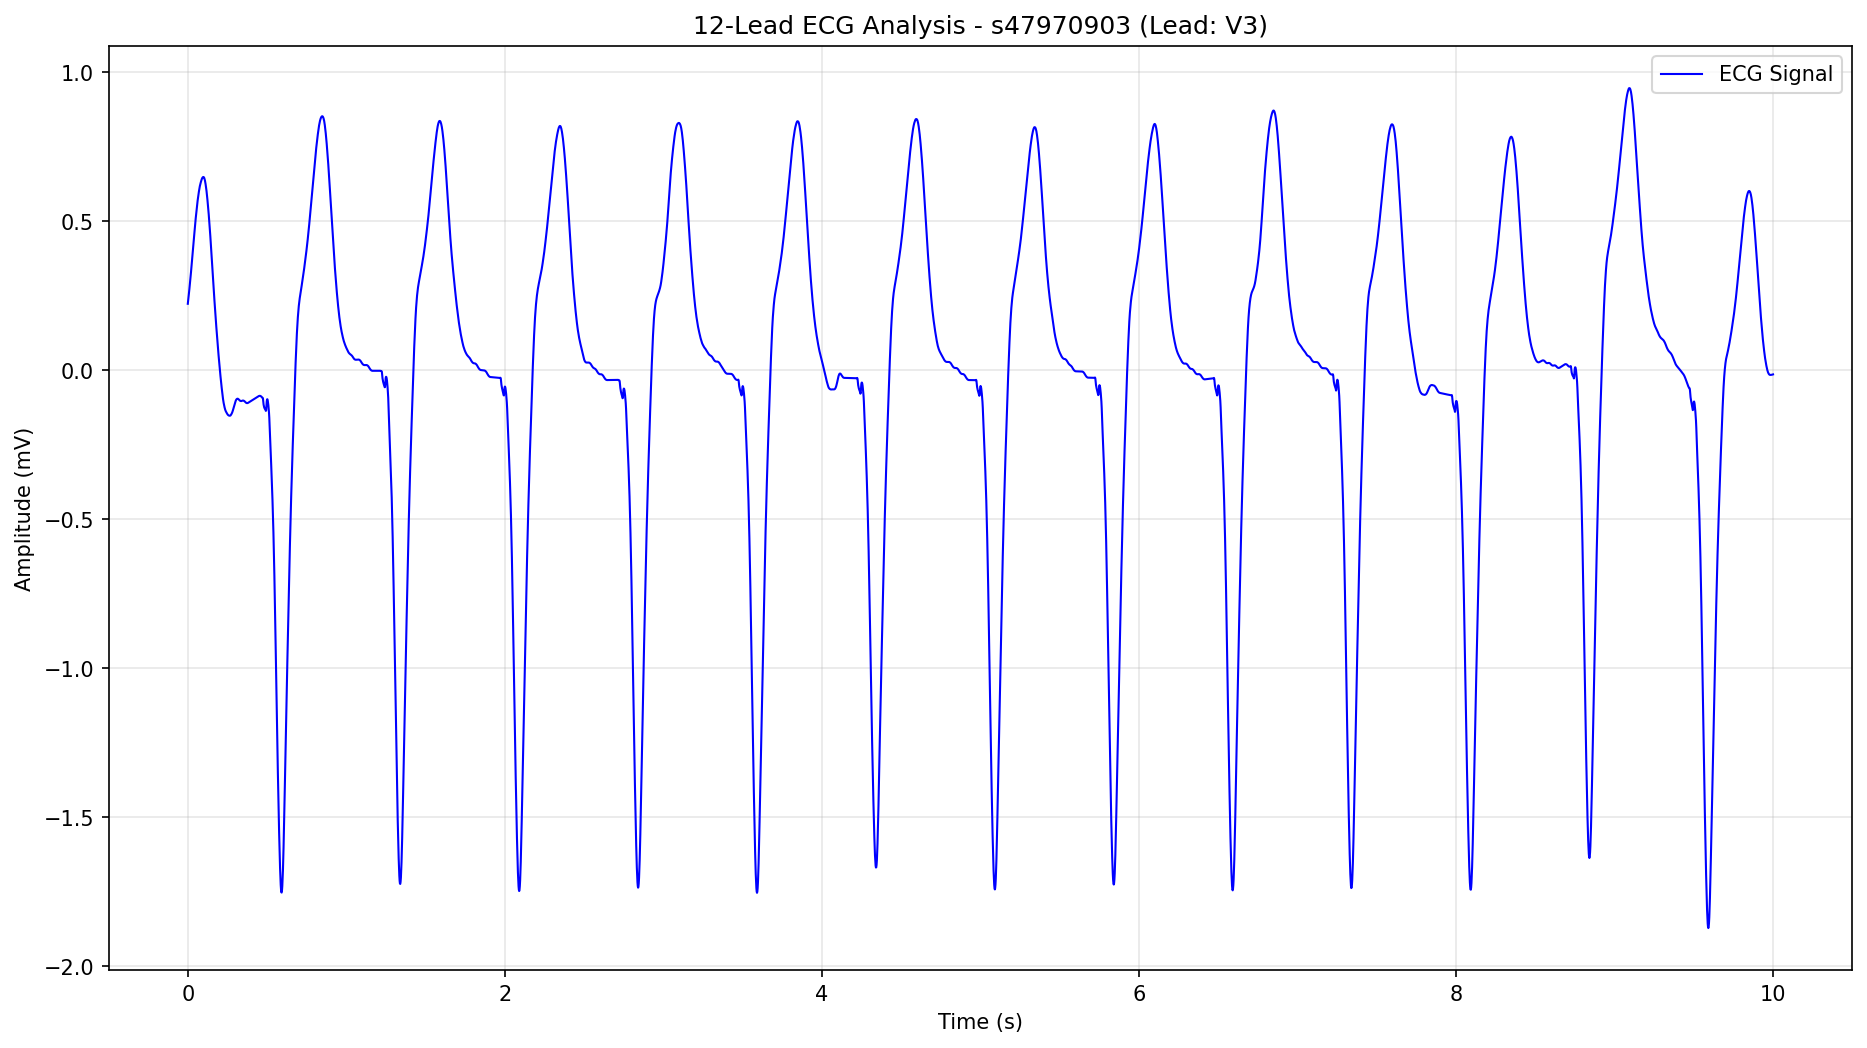 12-Lead ECG Analysis - s47970903 (Lead: V3)
ECG Signal
1.0
0.5
0.0
−0.5
−1.0
−1.5
−2.0
Amplitude (mV)
0 2 4 6 8 10
Time (s)